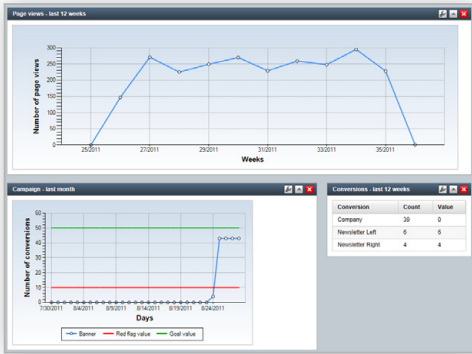 Page views - last 12 weeks
Number of page views
300
250
200
150
100
50
0
25/2011 27/2011 29/2011 31/2011 33/2011 35/2011
Weeks
Campaign - last month
Number of conversions
60
50
40
30
20
10
0
7/30/2011 8/4/2011 8/9/2011 8/14/2011 8/19/2011 8/24/2011
Days
Banner Red flag value Goal value
Conversions - last 12 weeks
Conversion Count Value
Company 39 0
Newsletter Left 6 6
Newsletter Right 4 4